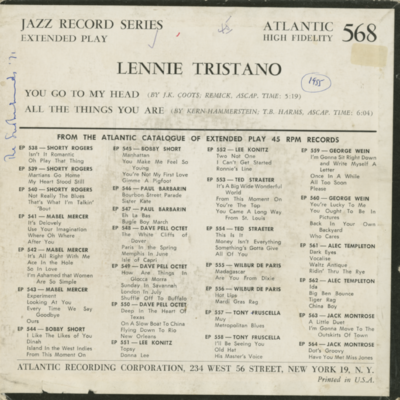 JAZZ RECORD SERIES
EXTENDED PLAY
ATLANTIC
HIGH FIDELITY 568
LENNIE TRISTANO
1955
YOU GO TO MY HEAD (BY J.F. COOTS; REMICK, ASCAP. TIME: 5:19)
ALL THE THINGS YOU ARE (BY KERN-HAMMERSTEIN; T.B. HARMS, ASCAP. TIME: 6:04)
FROM THE ATLANTIC CATALOGUE OF EXTENDED PLAY 45 RPM RECORDS
EP 538 — SHORTY ROGERS
Isn't It Romantic
Oh Play That Thing
EP 539 — SHORTY ROGERS
Martians Go Home
My Heart Stood Still
EP 540 — SHORTY ROGERS
Not Really The Blues
That's What I'm Talkin' 'Bout
EP 541 — MABEL MERCER
It's Delovely
Use Your Imagination
Where Oh Where
After You
EP 542 — MABEL MERCER
It's All Right With Me
Are In the Hole
So In Love
I'm Ashamed that Women
Are So Simple
EP 543 — MABEL MERCER
Experiment
Looking At You
Every Time We Say
Goodbye
Ours
EP 544 — BOBBY SHORT
I Like The Likes of You
Dinah
Island In the West Indies
From This Moment On
EP 545 — BOBBY SHORT
Manhattan
You Make Me Feel So
Young
You're Not My First Love
Gimme a Pigfoot
EP 546 — PAUL BARBARIN
Bourbon Street Parade
Sister Kate
EP 547 — PAUL BARBARIN
Eh La Bas
Bugle Boy March
EP 548 — DAVE PELL OCTET
The White Cliffs of
Dover
Paris In the Spring
Memphis In June
Isle of Capri
EP 549 — DAVE PELL OCTET
How Are Things In
Glocca Morra
Sunday In Savannah
London In July
Shuffle Off To Buffalo
EP 550 — DAVE PELL OCTET
Deep In the Heart Of
Texas
On A Slow Boat To China
Flying Down To Rio
New Orleans
EP 551 — LEE KONITZ
Topsy
Donna Lee
EP 552 — LEE KONITZ
Two Not One
I Can't Get Started
Ronnie's Line
EP 553 — TED STRAETER
It's A Big Wide Wonderful
World
From This Moment On
You're The Top
You Came A Long Way
From St. Louis
EP 554 — TED STRAETER
This Is It
Money Isn't Everything
Something's Gotta Give
All Of You
EP 555 — WILBUR DE PARIS
Madagascar
Are You From Dixie
EP 556 — WILBUR DE PARIS
Hot Lips
Mardi Gras Rag
EP 557 — TONY FRUSCELLA
Muy
Metropolitan Blues
EP 558 — TONY FRUSCELLA
I'll Be Seeing You
Old Hat
His Master's Voice
EP 559 — GEORGE WEIN
I'm Gonna Sit Right Down
and Write Myself A
Letter
Once In A While
All Too Soon
Please
EP 560 — GEORGE WEIN
You're Lucky To Me
You Ought To Be In
Pictures
Back In Your Own
Backyard
Who Cares
EP 561 — ALEC TEMPLETON
Dark Eyes
Vocalise
Waltz Antique
Ridin' Thru The Rye
EP 562 — ALEC TEMPLETON
Ida
Big Ben Bounce
Tiger Rag
China Boy
EP 563 — JACK MONTROSE
A Little Duet
I'm Gonna Move To the
Outskirts Of Town
EP 564 — JACK MONTROSE
Dot's Groovy
Have You Met Miss Jones
ATLANTIC RECORDING CORPORATION, 234 WEST 56 STREET, NEW YORK 19, N. Y.
Printed in U.S.A.